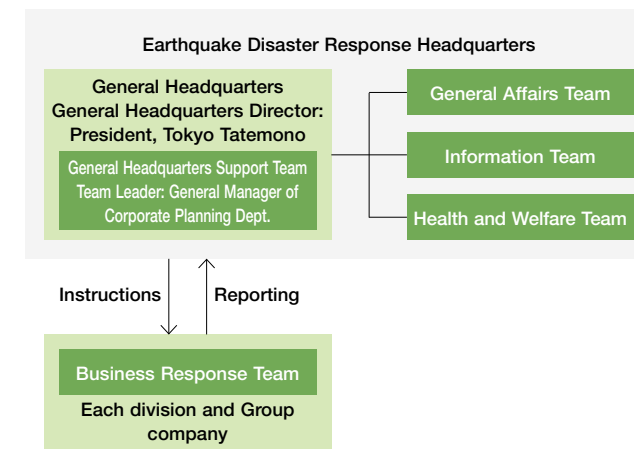 Earthquake Disaster Response Headquarters
General Headquarters
General Headquarters Director:
President, Tokyo Tatemono
General Headquarters Support Team
Team Leader: General Manager of
Corporate Planning Dept.
General Affairs Team
Information Team
Health and Welfare Team
Instructions
Reporting
Business Response Team
Each division and Group
company